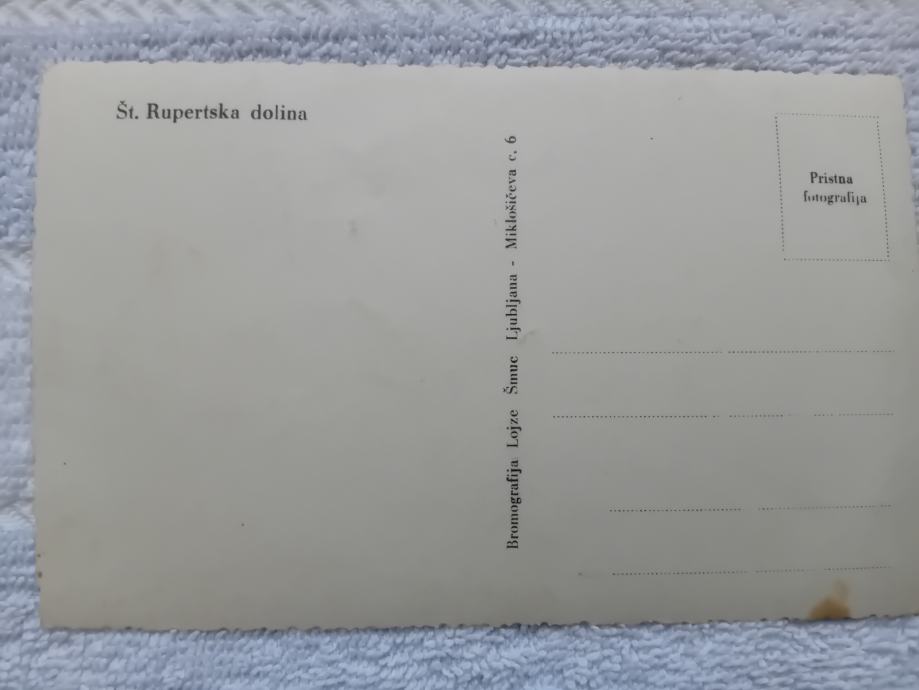 Št. Rupertska dolina
Bromografija Lojze Šmuc Ljubljana - Miklošičeva c. 6
Pristna
fotografija